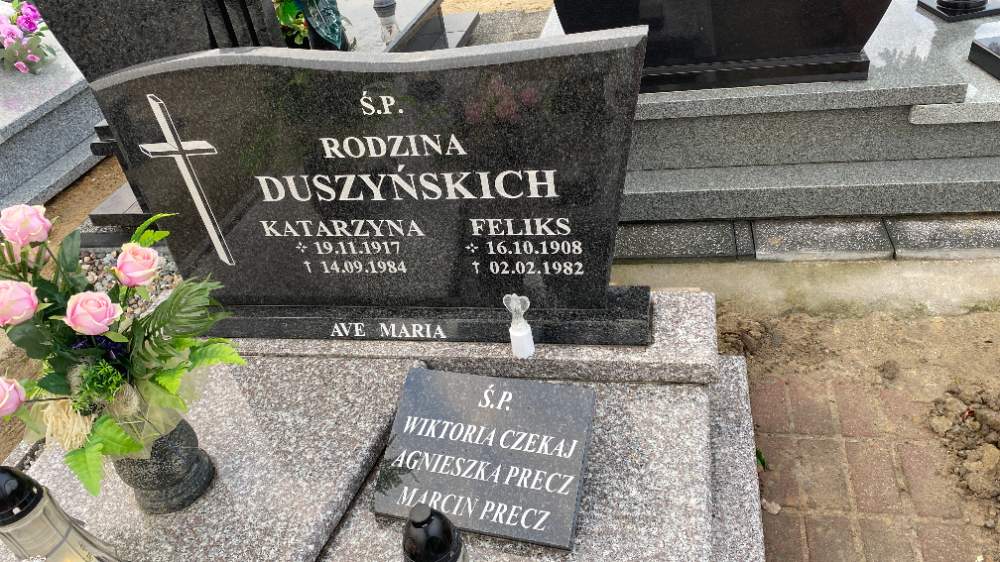 Ś.P.
RODZINA
DUSZYŃSKICH
KATARZYNA FELIKS
19.11.1917 16.10.1908
† 14.09.1984 † 02.02.1982
AVE MARIA
Ś.P.
WIKTORIA CZEKAJ
AGNIESZKA PRECZ
MARCIN PRECZ